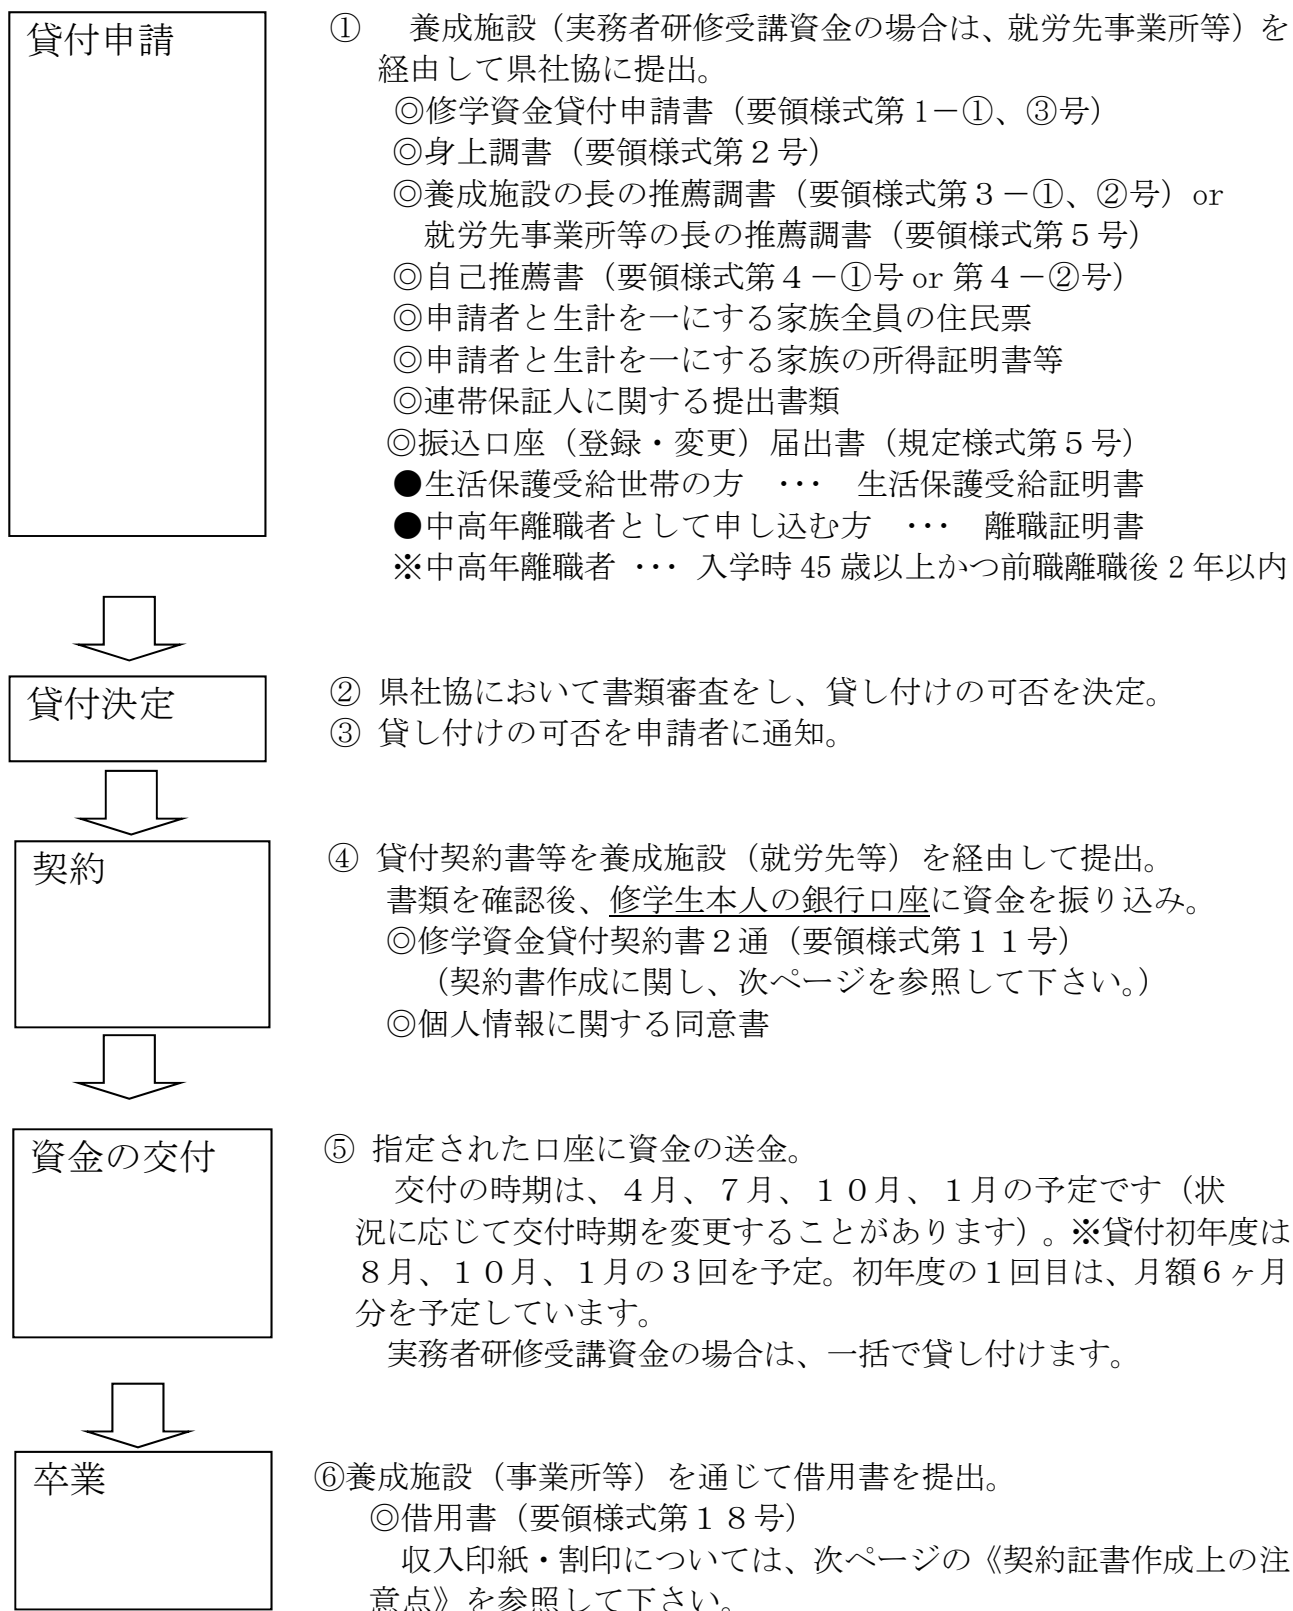 貸付申請
① 養成施設（実務者研修受講資金の場合は、就労先事業所等）を
経由して県社協に提出。
◎修学資金貸付申請書（要領様式第1－①、③号）
◎身上調書（要領様式第２号）
◎養成施設の長の推薦調書（要領様式第３－①、②号）or
就労先事業所等の長の推薦調書（要領様式第５号）
◎自己推薦書（要領様式第４－①号 or 第４－②号）
◎申請者と生計を一にする家族全員の住民票
◎申請者と生計を一にする家族の所得証明書等
◎連帯保証人に関する提出書類
◎振込口座（登録・変更）届出書（規定様式第５号）
●生活保護受給世帯の方 ・・・ 生活保護受給証明書
●中高年離職者として申し込む方 ・・・ 離職証明書
※中高年離職者 ・・・ 入学時 45 歳以上かつ前職離職後 2 年以内
貸付決定
② 県社協において書類審査をし、貸し付けの可否を決定。
③ 貸し付けの可否を申請者に通知。
契約
④ 貸付契約書等を養成施設（就労先等）を経由して提出。
書類を確認後、修学生本人の銀行口座に資金を振り込み。
◎修学資金貸付契約書２通（要領様式第１１号）
（契約書作成に関し、次ページを参照して下さい。）
◎個人情報に関する同意書
資金の交付
⑤ 指定された口座に資金の送金。
交付の時期は、４月、７月、１０月、１月の予定です（状
況に応じて交付時期を変更することがあります）。※貸付初年度は
８月、１０月、１月の３回を予定。初年度の１回目は、月額６ヶ月
分を予定しています。
実務者研修受講資金の場合は、一括で貸し付けます。
卒業
⑥養成施設（事業所等）を通じて借用書を提出。
◎借用書（要領様式第１８号）
収入印紙・割印については、次ページの《契約証書作成上の注
意点》を参照して下さい。